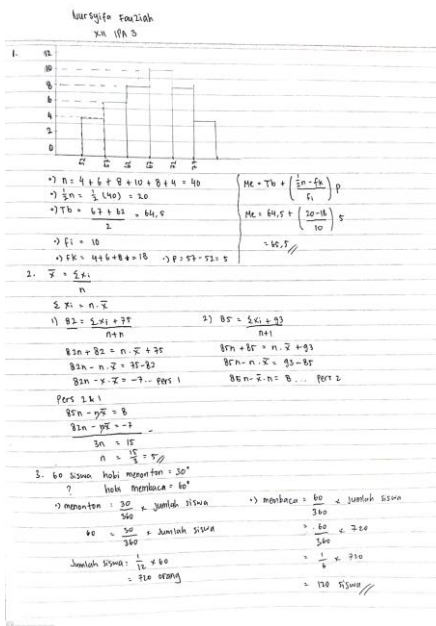 Nursyifa Fauziah
XII IPA 3
1.
12
10
8
6
4
2
0
52 57 62 67 72 77
•) n = 4 + 6 + 8 + 10 + 8 + 4 = 40
•) ½n = ½ (40) = 20
•) Tb = 67 + 62 / 2 = 64,5
•) fi = 10
•) FK = 4+6+8 = 18 •) P = 57 - 52 = 5
Me = Tb + (½n - fk / fi) P
Me = 64,5 + (20-18 / 10) 5
= 65,5 //
2. x̄ = Σxi / n
Σxi = n. x̄
1) 82 = Σxi + 75 / n+n
82n + 82 = n. x̄ + 75
82n - n. x̄ = 75-82
82n - x. x̄ = -7 .. Pers 1
2) 85 = Σxi + 93 / n+1
85n + 85 = n. x̄ + 93
85n - n. x̄ = 93-85
85n - x̄. n = 8 ... Pers 2
Pers 2 & 1
85n - nx̄ = 8
82n - nx̄ = -7
3n = 15
n = 15/3 = 5 //
3. 60 siswa hobi menonton = 30°
? hobi membaca = 60°
•) menonton = 30/360 x jumlah siswa
60 = 30/360 x Jumlah siswa
Jumlah siswa = 1/12 x 60
= 720 orang
•) membaca = 60/360 x jumlah siswa
= 60/360 x 720
= 1/6 x 720
= 120 siswa //